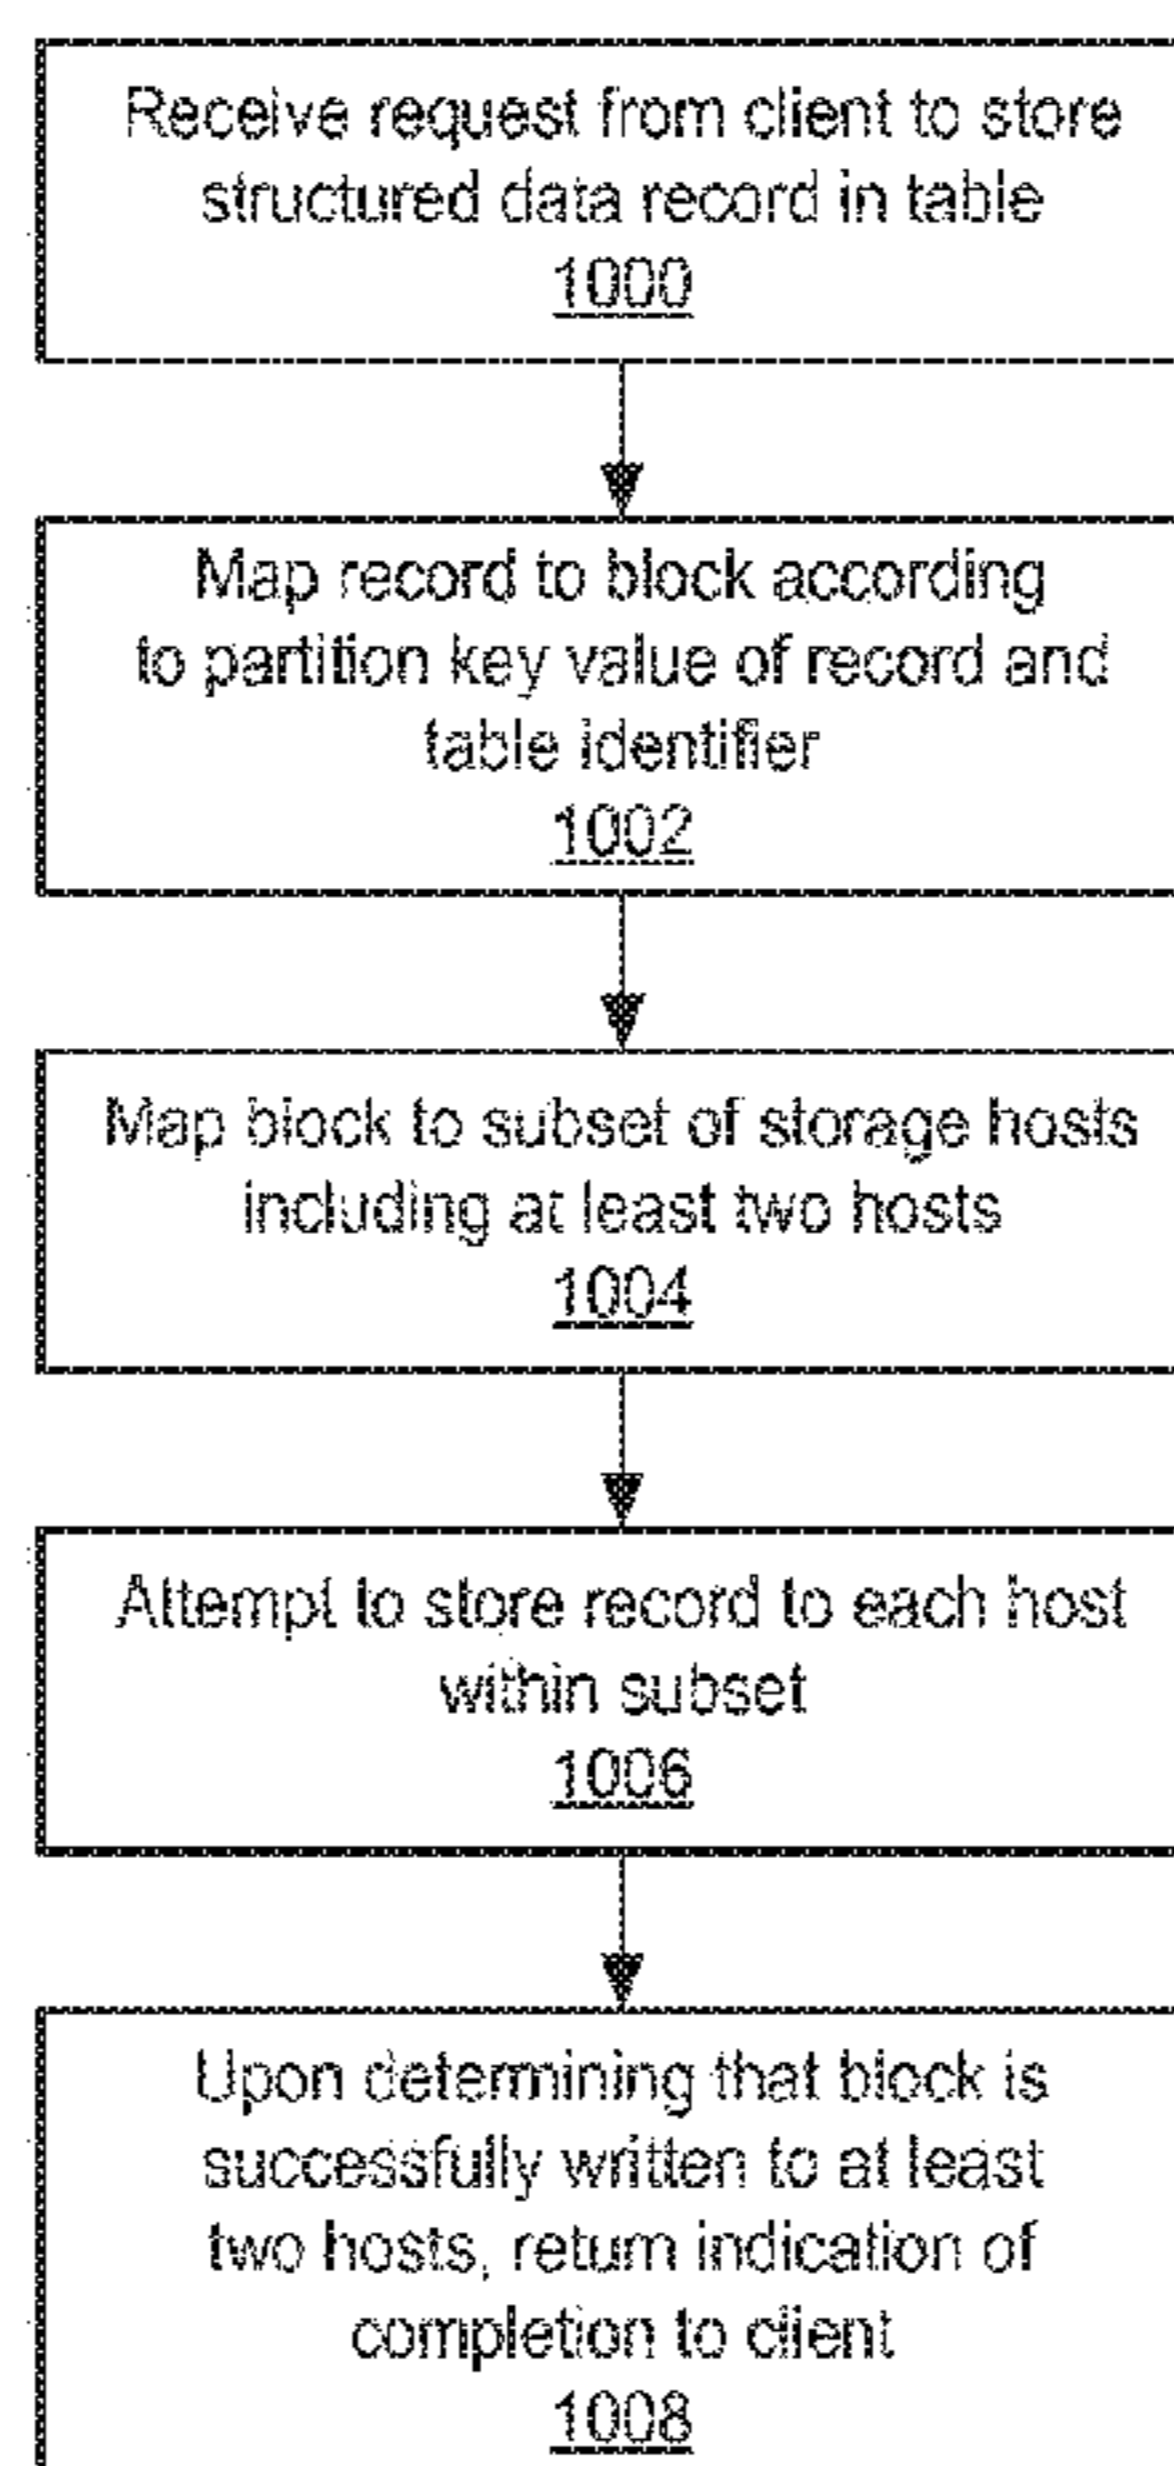 Receive request from client to store
structured data record in table
1000
Map record to block according
to partition key value of record and
table identifier
1002
Map block to subset of storage hosts
including at least two hosts
1004
Attempt to store record to each host
within subset
1006
Upon determining that block is
successfully written to at least
two hosts, return indication of
completion to client
1008